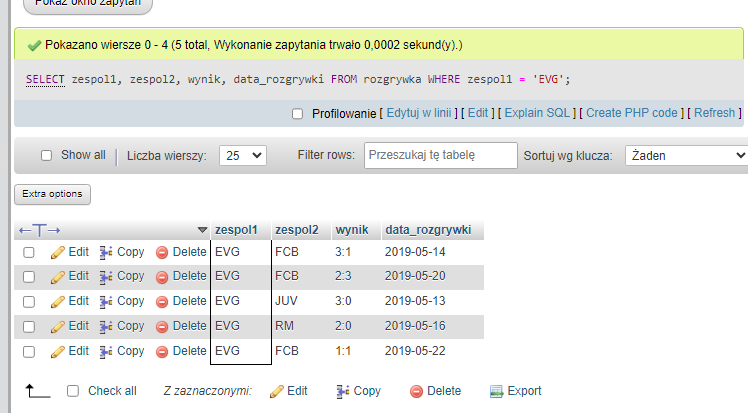 Pokaż okno zapytań
Pokazano wiersze 0 - 4 (5 total, Wykonanie zapytania trwało 0,0002 sekund(y).)
SELECT zespol1, zespol2, wynik, data_rozgrywki FROM rozgrywka WHERE zespol1 = 'EVG';
Profilowanie [ Edytuj w linii ] [ Edit ] [ Explain SQL ] [ Create PHP code ] [ Refresh ]
Show all Liczba wierszy: 25 Filter rows: Przeszukaj tę tabelę Sortuj wg klucza: Żaden
Extra options
←T→ zespol1 zespol2 wynik data_rozgrywki
Edit Copy Delete EVG FCB 3:1 2019-05-14
Edit Copy Delete EVG FCB 2:3 2019-05-20
Edit Copy Delete EVG JUV 3:0 2019-05-13
Edit Copy Delete EVG RM 2:0 2019-05-16
Edit Copy Delete EVG FCB 1:1 2019-05-22
Check all Z zaznaczonymi: Edit Copy Delete Export